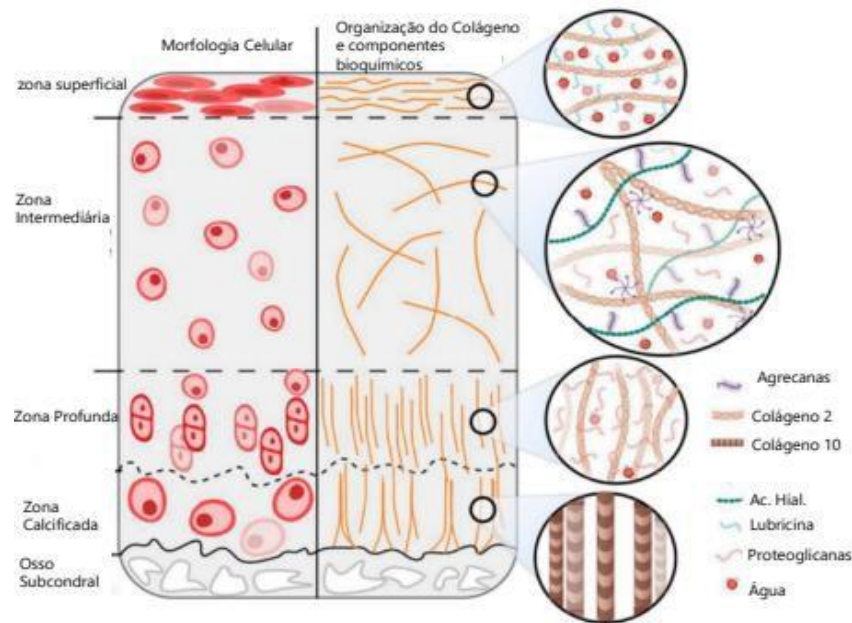 Morfologia Celular
Organização do Colágeno
e componentes
bioquímicos
zona superfícial
Zona
Intermediária
Zona Profunda
Zona
Calcificada
Osso
Subcondral
Agrecanas
Colágeno 2
Colágeno 10
Ac. Hial.
Lubricina
Proteoglicanas
Água